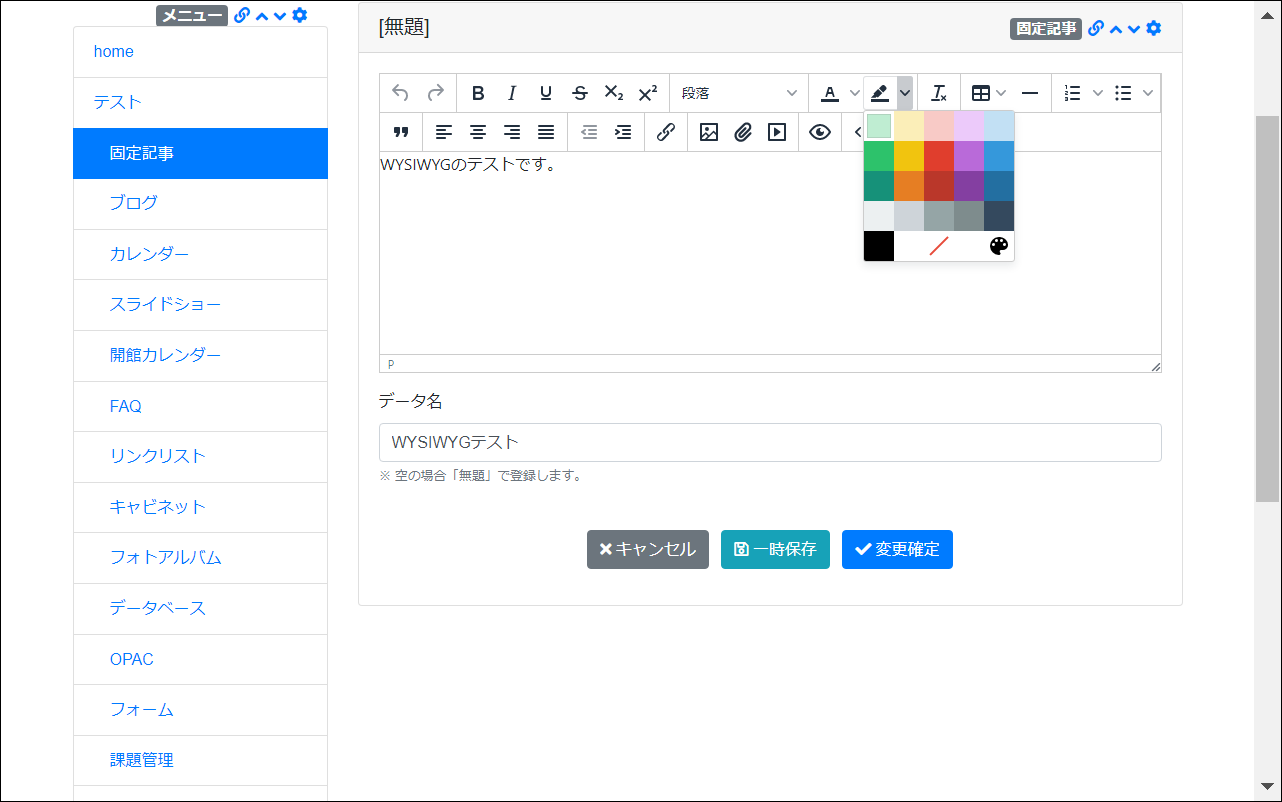 メニュー
home
テスト
固定記事
ブログ
カレンダー
スライドショー
開館カレンダー
FAQ
リンクリスト
キャビネット
フォトアルバム
データベース
OPAC
フォーム
課題管理
[無題]
固定記事
段落
WYSIWYGのテストです。
P
データ名
WYSIWYGテスト
※ 空の場合「無題」で登録します。
キャンセル
一時保存
変更確定